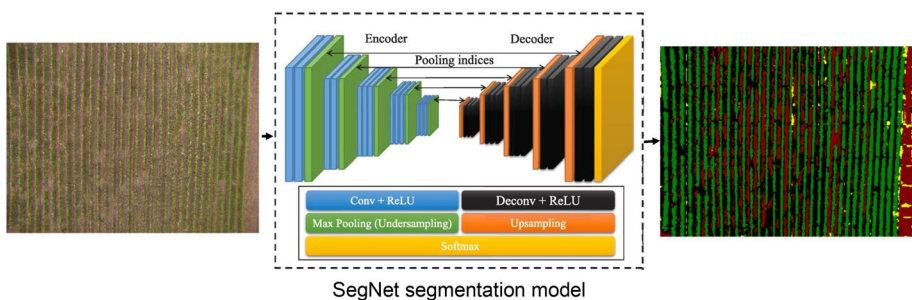 Encoder
Decoder
Pooling indices
Conv + ReLU
Deconv + ReLU
Max Pooling (Undersampling)
Upsampling
Softmax
SegNet segmentation model